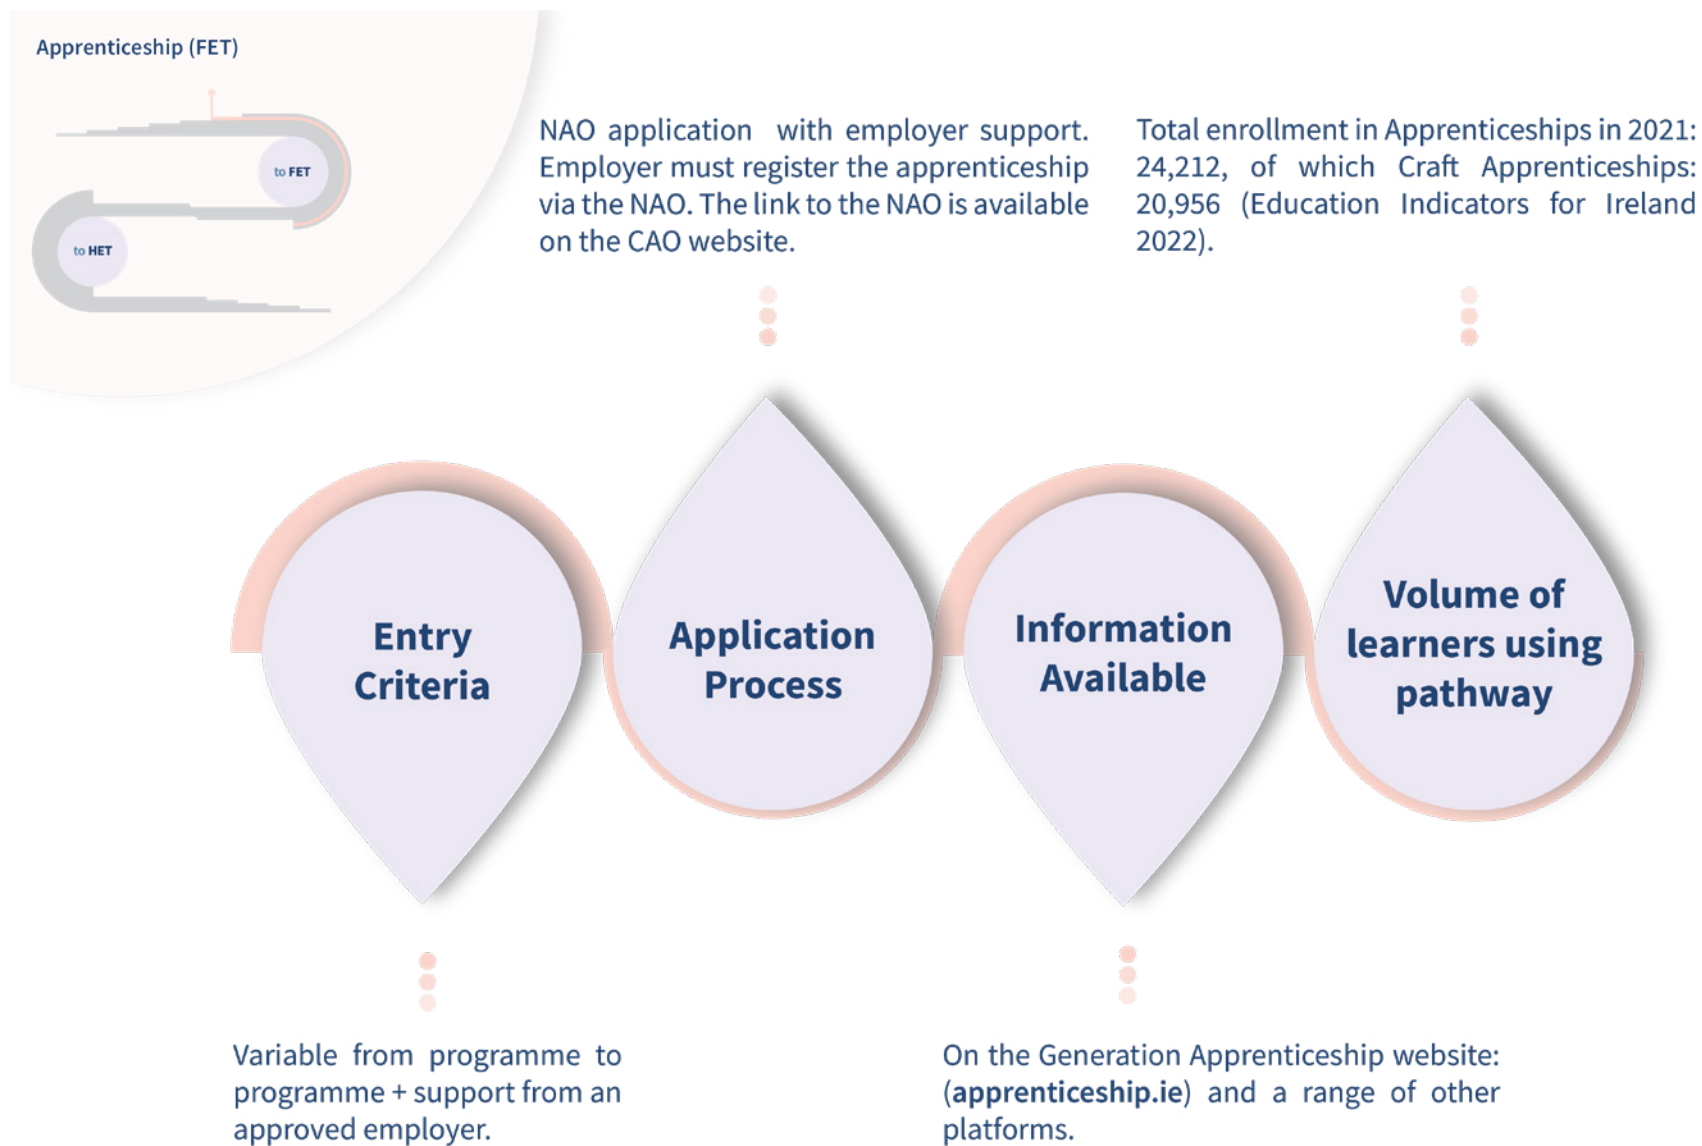 Apprenticeship (FET)
to FET
to HET
NAO application with employer support.
Employer must register the apprenticeship
via the NAO. The link to the NAO is available
on the CAO website.
Total enrollment in Apprenticeships in 2021:
24,212, of which Craft Apprenticeships:
20,956 (Education Indicators for Ireland
2022).
Entry
Criteria
Application
Process
Information
Available
Volume of
learners using
pathway
Variable from programme to
programme + support from an
approved employer.
On the Generation Apprenticeship website:
(apprenticeship.ie) and a range of other
platforms.